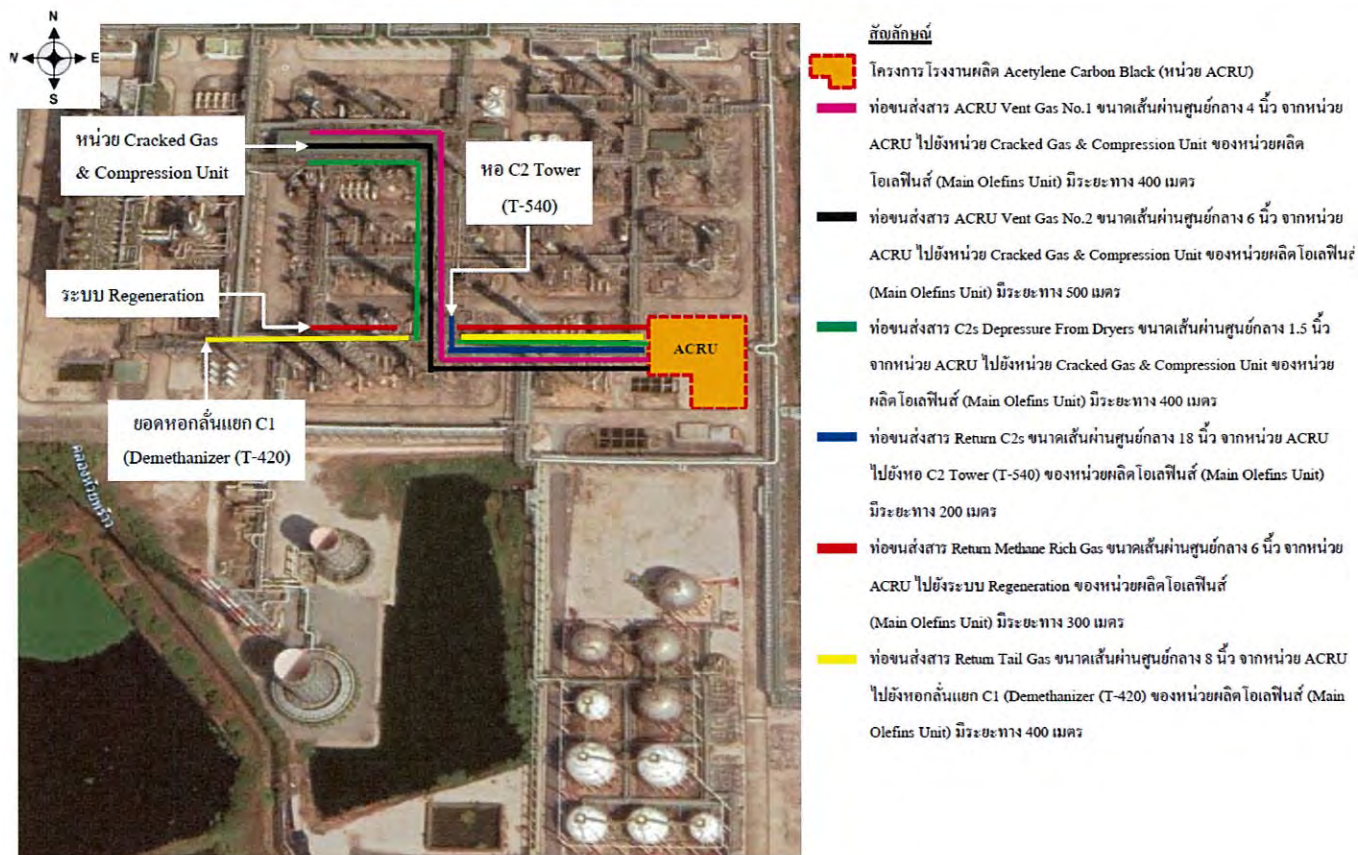 N
W E
S
หน่วย Cracked Gas
& Compression Unit
หอ C2 Tower
(T-540)
ระบบ Regeneration
ACRU
ยอดหอกลั่นแยก C1
(Demethanizer (T-420)
คลองห้วยพร้าว
สัญลักษณ์
โครงการโรงงานผลิต Acetylene Carbon Black (หน่วย ACRU)
ท่อขนส่งสาร ACRU Vent Gas No.1 ขนาดเส้นผ่านศูนย์กลาง 4 นิ้ว จากหน่วย
ACRU ไปยังหน่วย Cracked Gas & Compression Unit ของหน่วยผลิต
โอเลฟินส์ (Main Olefins Unit) มีระยะทาง 400 เมตร
ท่อขนส่งสาร ACRU Vent Gas No.2 ขนาดเส้นผ่านศูนย์กลาง 6 นิ้ว จากหน่วย
ACRU ไปยังหน่วย Cracked Gas & Compression Unit ของหน่วยผลิตโอเลฟินส์
(Main Olefins Unit) มีระยะทาง 500 เมตร
ท่อขนส่งสาร C2s Depressure From Dryers ขนาดเส้นผ่านศูนย์กลาง 1.5 นิ้ว
จากหน่วย ACRU ไปยังหน่วย Cracked Gas & Compression Unit ของหน่วย
ผลิตโอเลฟินส์ (Main Olefins Unit) มีระยะทาง 400 เมตร
ท่อขนส่งสาร Return C2s ขนาดเส้นผ่านศูนย์กลาง 18 นิ้ว จากหน่วย ACRU
ไปยังหอ C2 Tower (T-540) ของหน่วยผลิตโอเลฟินส์ (Main Olefins Unit)
มีระยะทาง 200 เมตร
ท่อขนส่งสาร Return Methane Rich Gas ขนาดเส้นผ่านศูนย์กลาง 6 นิ้ว จากหน่วย
ACRU ไปยังระบบ Regeneration ของหน่วยผลิตโอเลฟินส์
(Main Olefins Unit) มีระยะทาง 300 เมตร
ท่อขนส่งสาร Return Tail Gas ขนาดเส้นผ่านศูนย์กลาง 8 นิ้ว จากหน่วย ACRU
ไปยังหอกลั่นแยก C1 (Demethanizer (T-420) ของหน่วยผลิตโอเลฟินส์ (Main
Olefins Unit) มีระยะทาง 400 เมตร